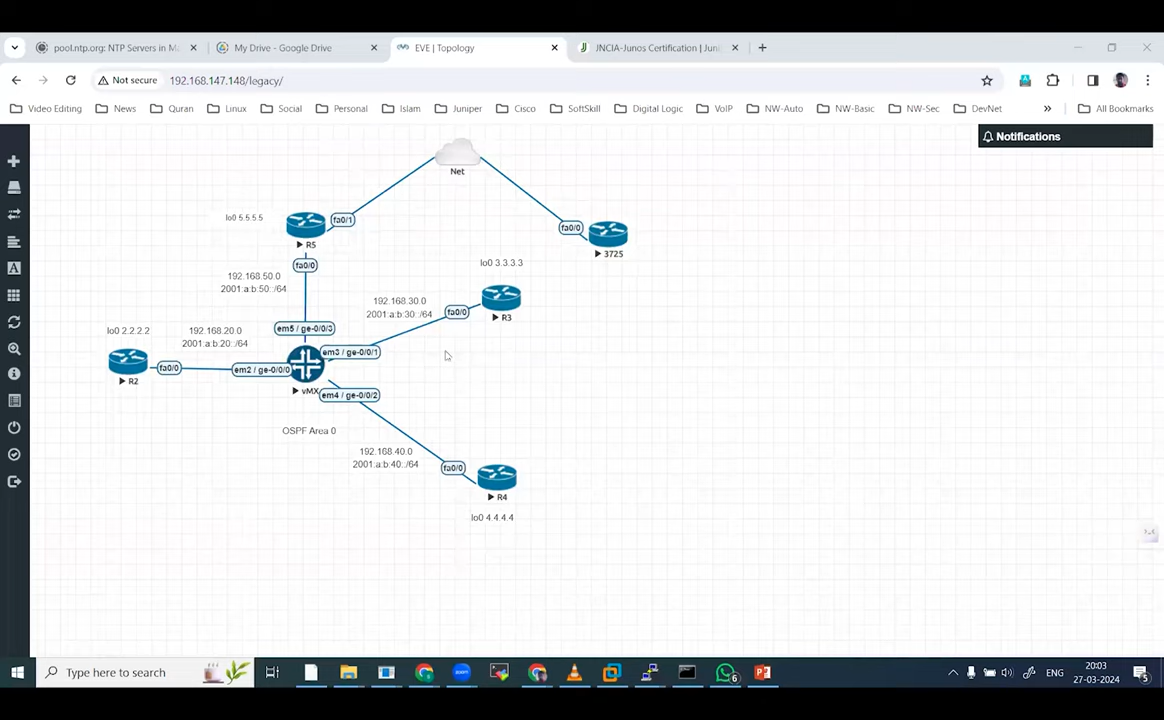 pool.ntp.org: NTP Servers in M
My Drive - Google Drive
EVE | Topology
JNCIA-Junos Certification | Juni
Not secure
192.168.147.148/legacy/
Video Editing
News
Quran
Linux
Social
Personal
Islam
Juniper
Cisco
SoftSkill
Digital Logic
VoIP
NW-Auto
NW-Basic
NW-Sec
DevNet
All Bookmarks
Notifications
Net
lo0 5.5.5.5
fa0/1
R5
fa0/0
3725
fa0/0
lo0 3.3.3.3
192.168.50.0
2001:a:b:50::/64
192.168.30.0
2001:a:b:30::/64
fa0/0
R3
lo0 2.2.2.2
192.168.20.0
2001:a:b:20::/64
em5 / ge-0/0/3
em3 / ge-0/0/1
fa0/0
em2 / ge-0/0/0
R2
vMX
em4 / ge-0/0/2
OSPF Area 0
192.168.40.0
2001:a:b:40::/64
fa0/0
R4
lo0 4.4.4.4
Type here to search
zoom
6
ENG
20:03
27-03-2024
5